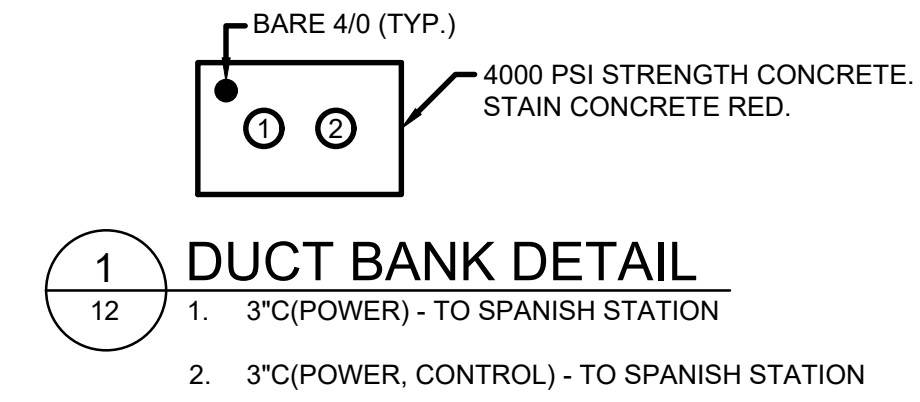 BARE 4/0 (TYP.)
4000 PSI STRENGTH CONCRETE.
STAIN CONCRETE RED.
1 2
1
12
DUCT BANK DETAIL
1. 3"C(POWER) - TO SPANISH STATION
2. 3"C(POWER, CONTROL) - TO SPANISH STATION